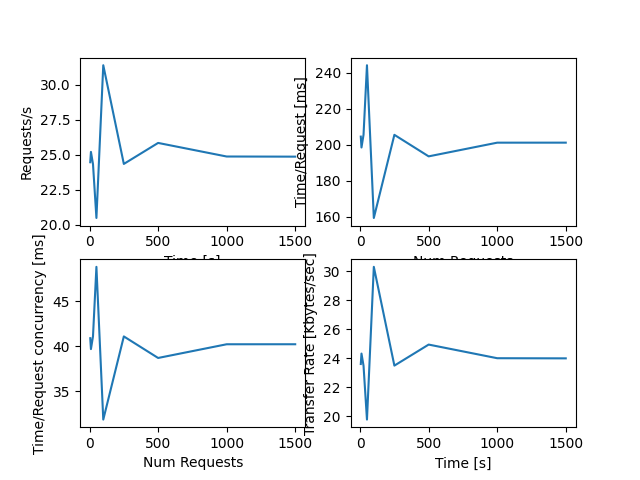 30.0
27.5
25.0
22.5
20.0
Requests/s
0 500 1000 1500
Time [s]
240
220
200
180
160
Time/Request [ms]
0 500 1000 1500
Num Requests
45
40
35
Time/Request concurrency [ms]
0 500 1000 1500
Num Requests
30
28
26
24
22
20
Transfer Rate [Kbytes/sec]
0 500 1000 1500
Time [s]